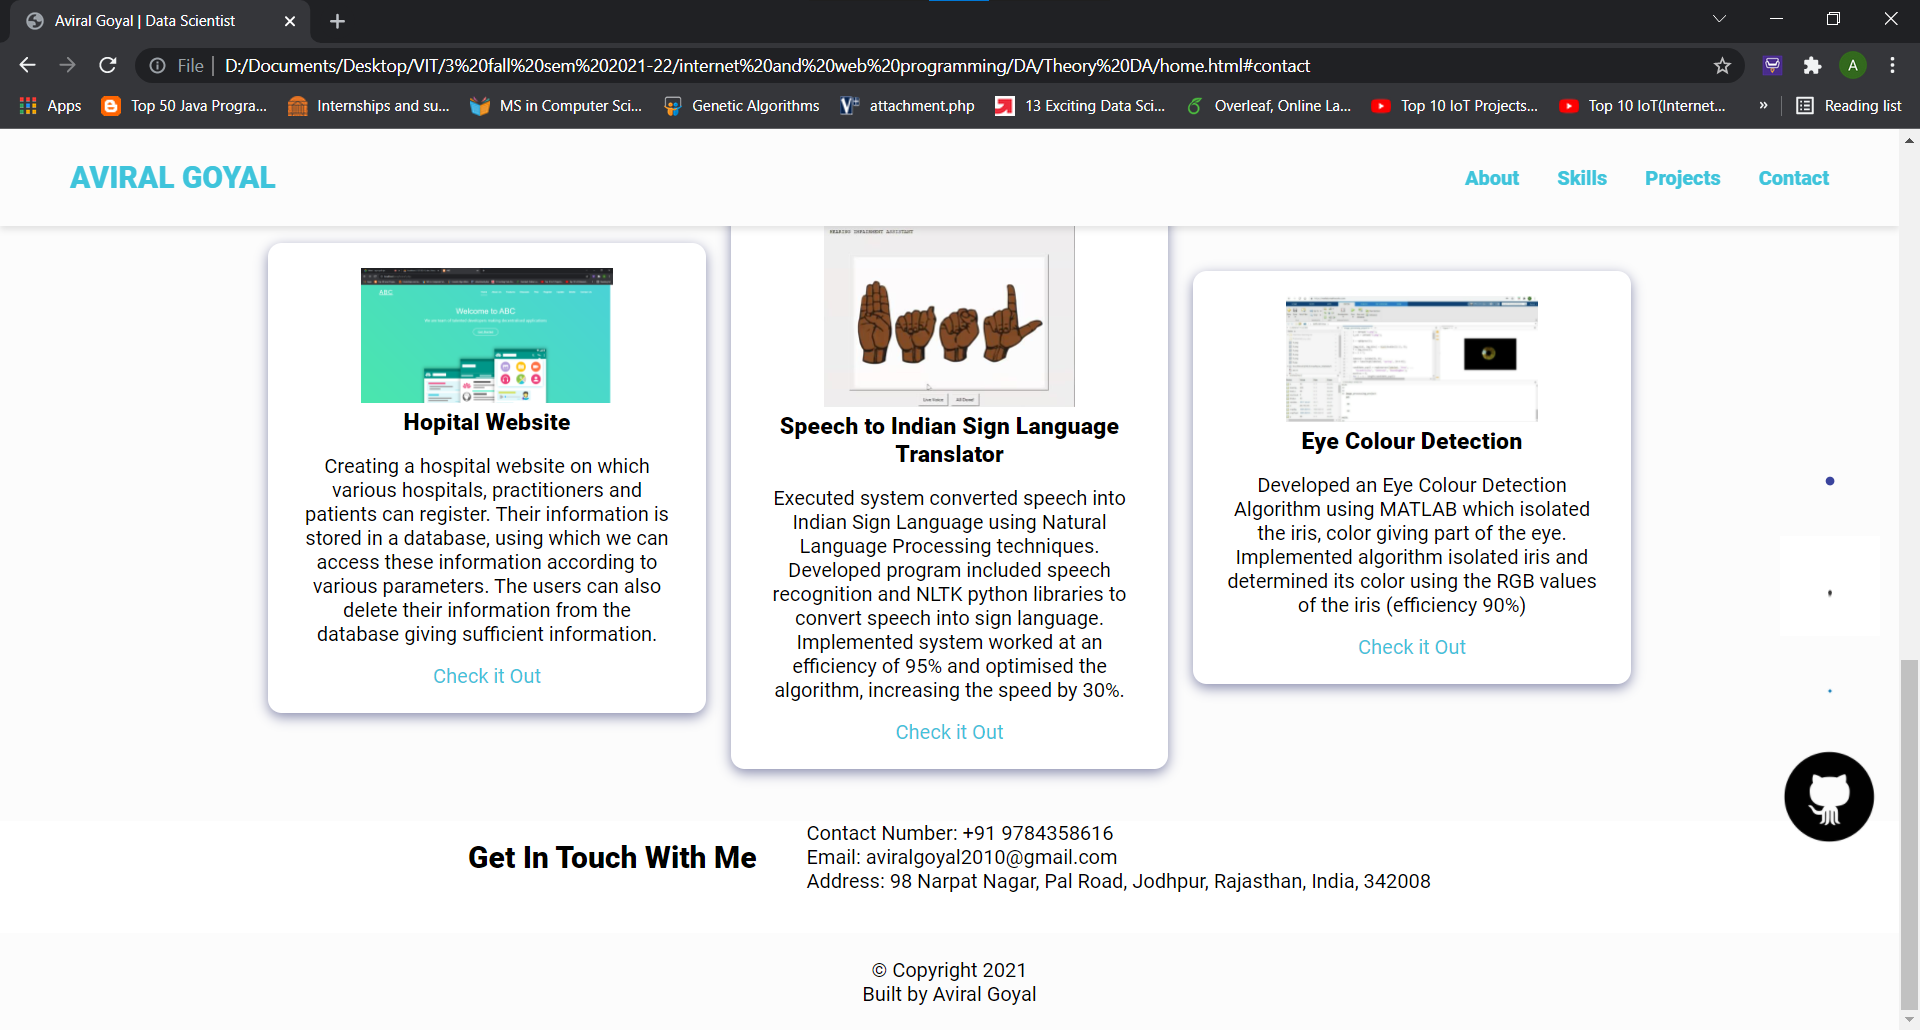 Aviral Goyal | Data Scientist
File | D:/Documents/Desktop/VIT/3%20fall%20sem%202021-22/internet%20and%20web%20programming/DA/Theory%20DA/home.html#contact
A
Apps Top 50 Java Progra... Internships and su... MS in Computer Sci... Genetic Algorithms attachment.php 13 Exciting Data Sci... Overleaf, Online La... Top 10 IoT Projects... Top 10 IoT(Internet... » Reading list
AVIRAL GOYAL
About Skills Projects Contact
ABC
Welcome to ABC
Hopital Website
Creating a hospital website on which
various hospitals, practitioners and
patients can register. Their information is
stored in a database, using which we can
access these information according to
various parameters. The users can also
delete their information from the
database giving sufficient information.
Check it Out
HEARING IMPAIRMENT ASSISTANT
Live Voice All Done!
Speech to Indian Sign Language
Translator
Executed system converted speech into
Indian Sign Language using Natural
Language Processing techniques.
Developed program included speech
recognition and NLTK python libraries to
convert speech into sign language.
Implemented system worked at an
efficiency of 95% and optimised the
algorithm, increasing the speed by 30%.
Check it Out
Eye Colour Detection
Developed an Eye Colour Detection
Algorithm using MATLAB which isolated
the iris, color giving part of the eye.
Implemented algorithm isolated iris and
determined its color using the RGB values
of the iris (efficiency 90%)
Check it Out
Get In Touch With Me
Contact Number: +91 9784358616
Email: aviralgoyal2010@gmail.com
Address: 98 Narpat Nagar, Pal Road, Jodhpur, Rajasthan, India, 342008
© Copyright 2021
Built by Aviral Goyal